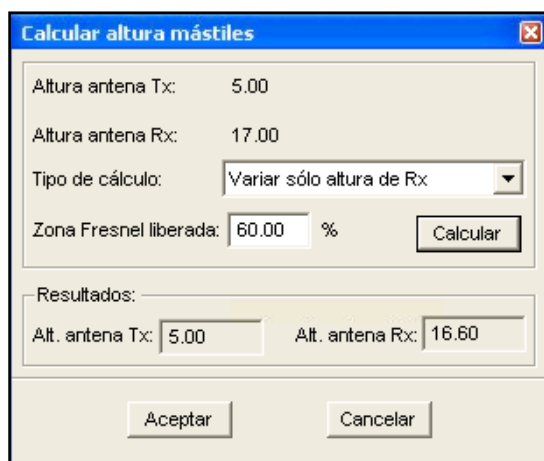 Calcular altura mástiles
Altura antena Tx: 5.00
Altura antena Rx: 17.00
Tipo de cálculo: Variar sólo altura de Rx
Zona Fresnel liberada: 60.00 % Calcular
Resultados:
Alt. antena Tx: 5.00 Alt. antena Rx: 16.60
Aceptar Cancelar